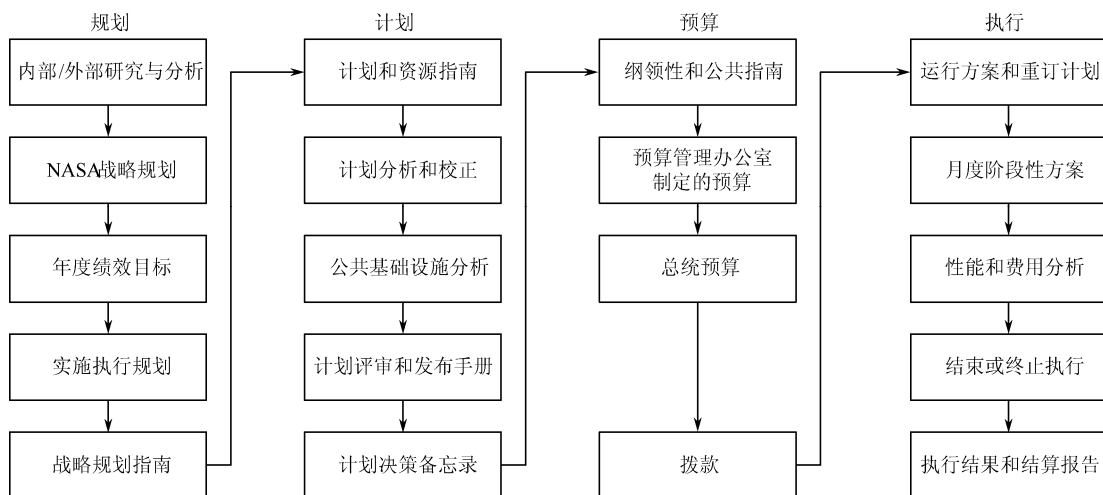 规划
内部/外部研究与分析
NASA战略规划
年度绩效目标
实施执行规划
战略规划指南
计划
计划和资源指南
计划分析和校正
公共基础设施分析
计划评审和发布手册
计划决策备忘录
预算
纲领性和公共指南
预算管理办公室
制定的预算
总统预算
拨款
执行
运行方案和重订计划
月度阶段性方案
性能和费用分析
结束或终止执行
执行结果和结算报告